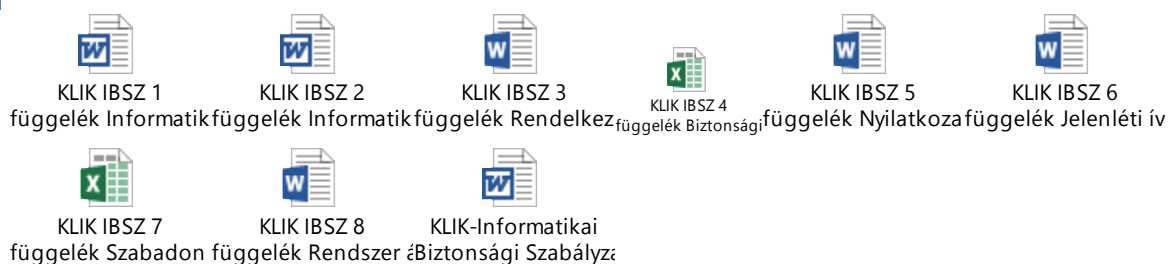 KLIK IBSZ 1
függelék Informatik
KLIK IBSZ 2
függelék Informatik
KLIK IBSZ 3
függelék Rendelkez
KLIK IBSZ 4
függelék Biztonsági
KLIK IBSZ 5
függelék Nyilatkoza
KLIK IBSZ 6
függelék Jelenléti ív
KLIK IBSZ 7
függelék Szabadon
KLIK IBSZ 8
függelék Rendszer á
KLIK-Informatikai
Biztonsági Szabályza